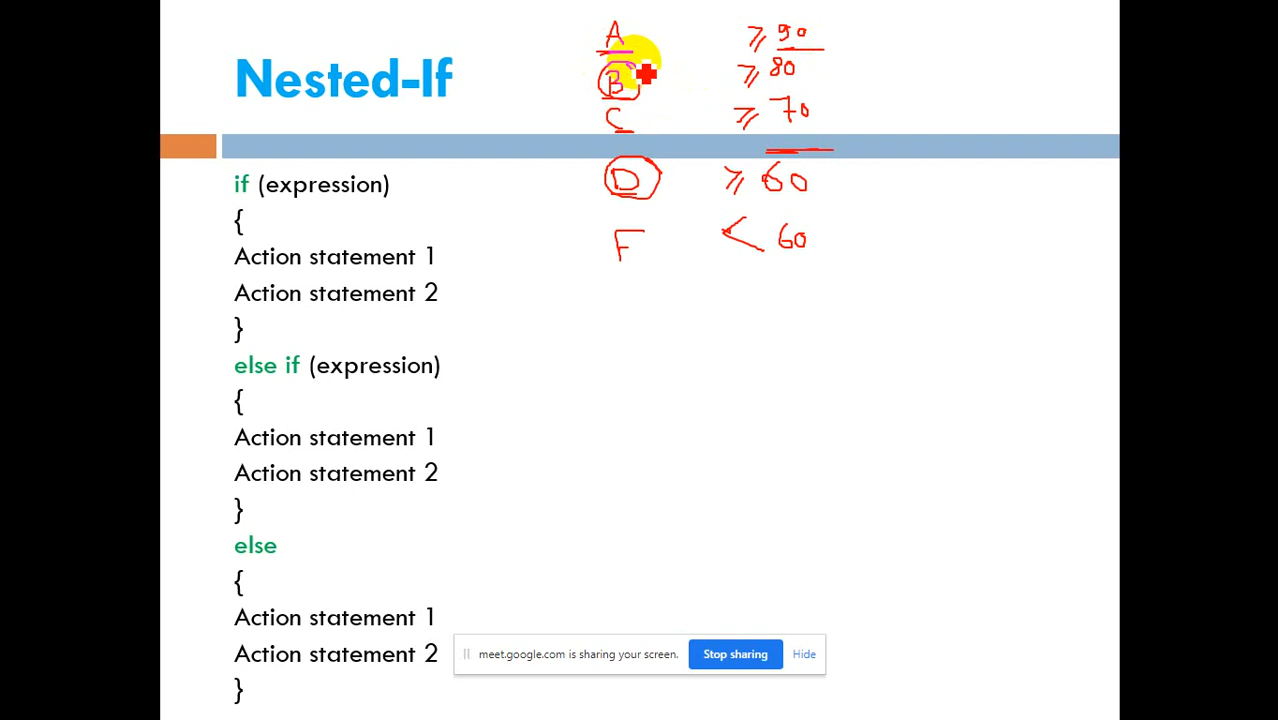 Nested-If
A ≥ 90
B ≥ 80
C ≥ 70
D ≥ 60
F < 60
if (expression)
{
Action statement 1
Action statement 2
}
else if (expression)
{
Action statement 1
Action statement 2
}
else
{
Action statement 1
Action statement 2
}
meet.google.com is sharing your screen. Stop sharing Hide